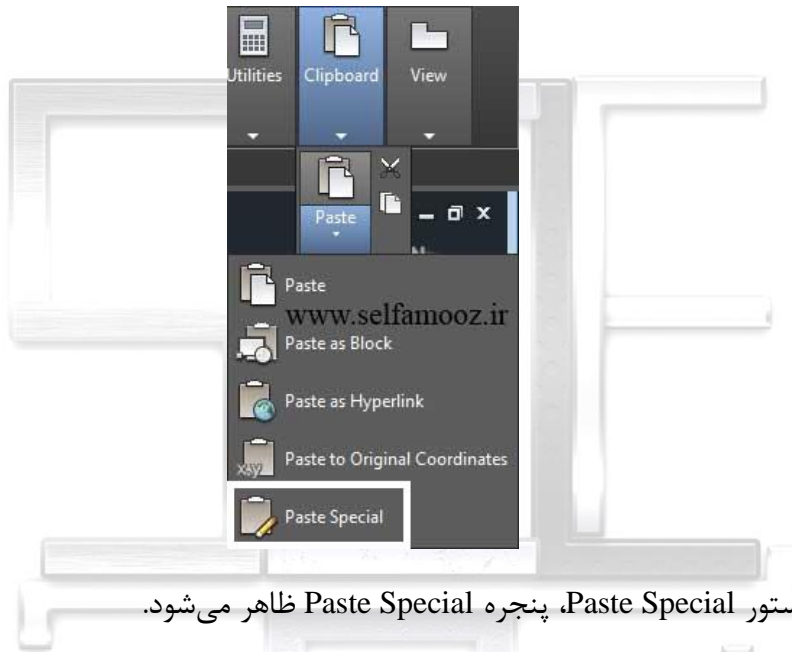 Utilities
Clipboard
View
Paste
Paste
www.selfamooz.ir
Paste as Block
Paste as Hyperlink
Paste to Original Coordinates
Paste Special
Paste Special، پنجره Paste Special ظاهر می‌شود.